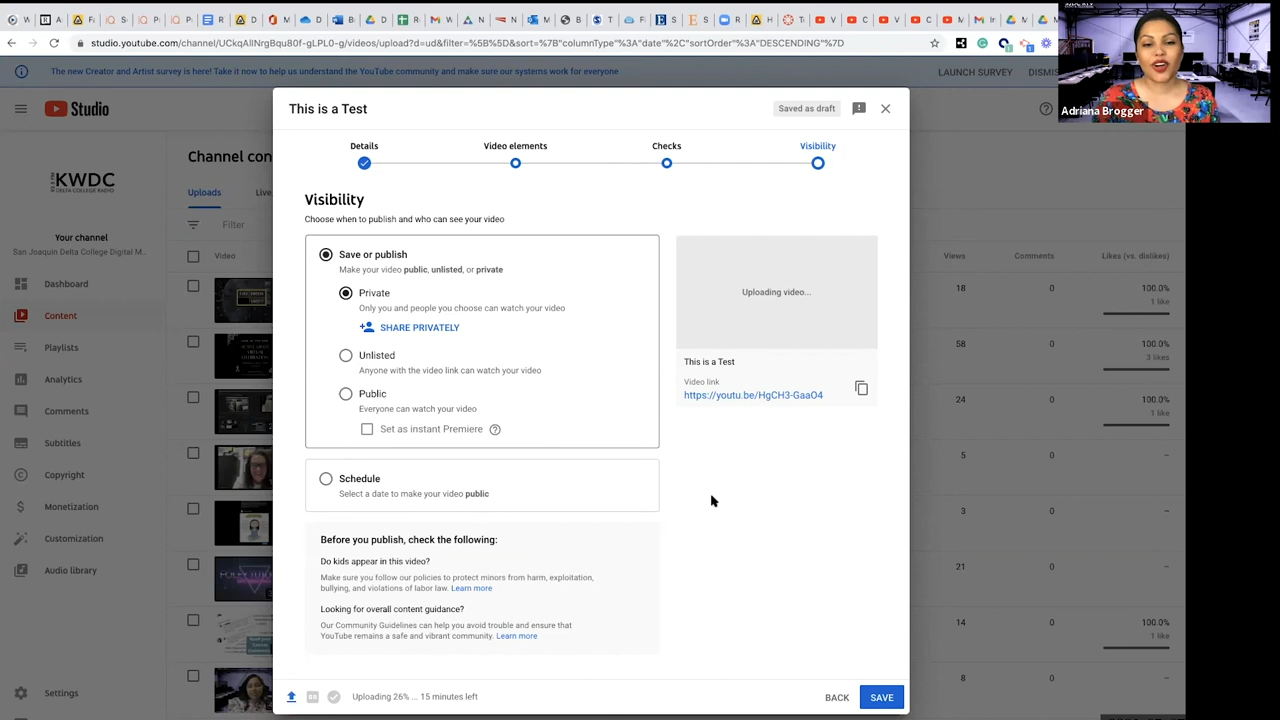 studio.youtube.com/channel/UCkqAIlNrgBqu80f-gLPL0-g/videos/upload?d=ud&filter=%5B%5D&sort=%7B"columnType"%3A"date"%2C"sortOrder"%3A"DESCENDING"%7D
The new Creator and Artist survey is here! Take it now to help us understand the YouTube community and make sure our systems work for everyone
LAUNCH SURVEY
Adriana Brogger
Studio
This is a Test
Saved as draft
Details
Video elements
Checks
Visibility
KWDC
DELTA COLLEGE RADIO
Your channel
San Joaquin Delta College Digital M...
Dashboard
Content
Playlists
Analytics
Comments
Subtitles
Copyright
Monetization
Customization
Audio library
Settings
Channel con
Uploads
Live
Filter
Video
Visibility
Choose when to publish and who can see your video
Save or publish
Make your video public, unlisted, or private
Private
Only you and people you choose can watch your video
SHARE PRIVATELY
Unlisted
Anyone with the video link can watch your video
Public
Everyone can watch your video
Set as instant Premiere
Schedule
Select a date to make your video public
Before you publish, check the following:
Do kids appear in this video?
Make sure you follow our policies to protect minors from harm, exploitation,
bullying, and violations of labor law. Learn more
Looking for overall content guidance?
Our Community Guidelines can help you avoid trouble and ensure that
YouTube remains a safe and vibrant community. Learn more
Uploading video...
This is a Test
Video link
https://youtu.be/HgCH3-GaaO4
Uploading 26% ... 15 minutes left
BACK
SAVE
Views
Comments
Likes (vs. dislikes)
18
0
100.0%
1 like
58
0
100.0%
3 likes
24
0
100.0%
1 like
5
0
–
3
0
–
21
0
–
14
0
100.0%
1 like
8
0
–